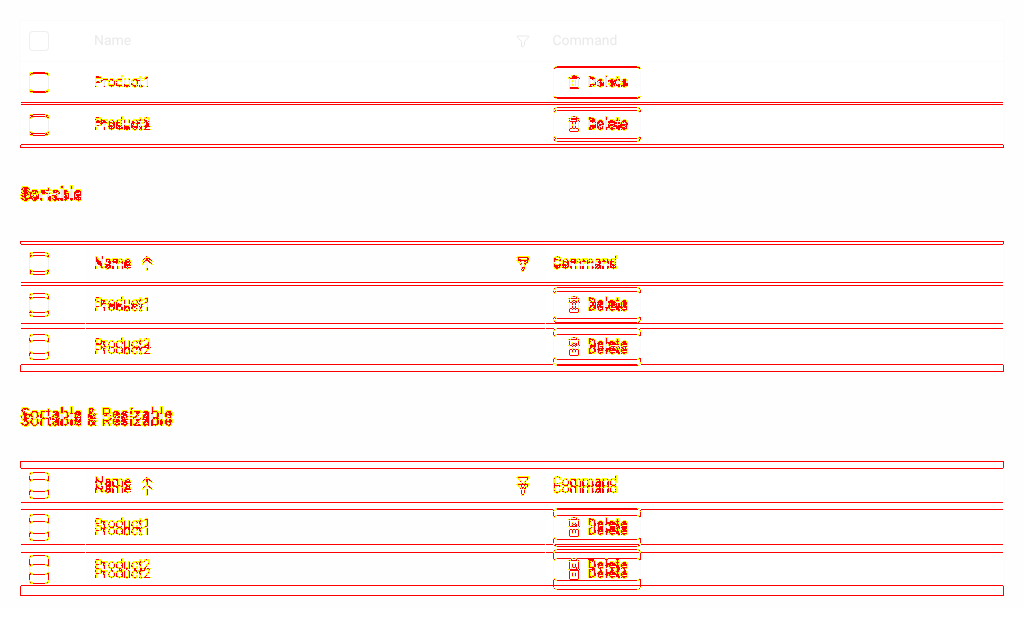 Name Command
Product1 Delete
Product2 Delete
Sortable
Name Command
Product1 Delete
Product2 Delete
Sortable & Resizable
Name Command
Product1 Delete
Product2 Delete